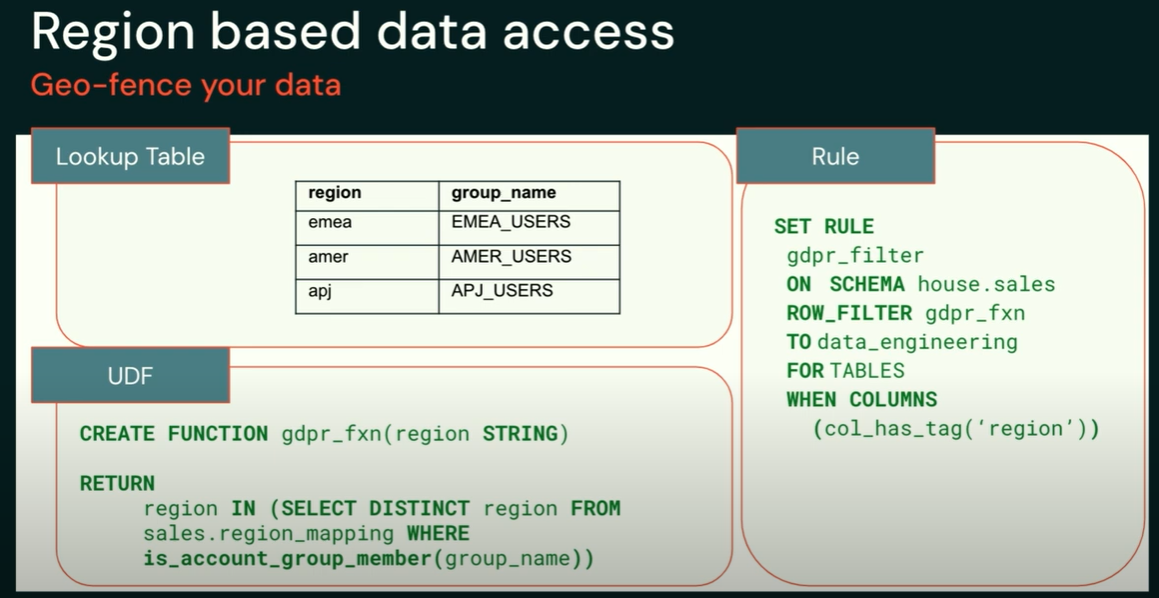 Region based data access
Geo-fence your data
Lookup Table
region group_name
emea EMEA_USERS
amer AMER_USERS
apj APJ_USERS
UDF
CREATE FUNCTION gdpr_fxn(region STRING)
RETURN
region IN (SELECT DISTINCT region FROM
sales.region_mapping WHERE
is_account_group_member(group_name))
Rule
SET RULE
gdpr_filter
ON SCHEMA house.sales
ROW_FILTER gdpr_fxn
TO data_engineering
FOR TABLES
WHEN COLUMNS
(col_has_tag(‘region’))